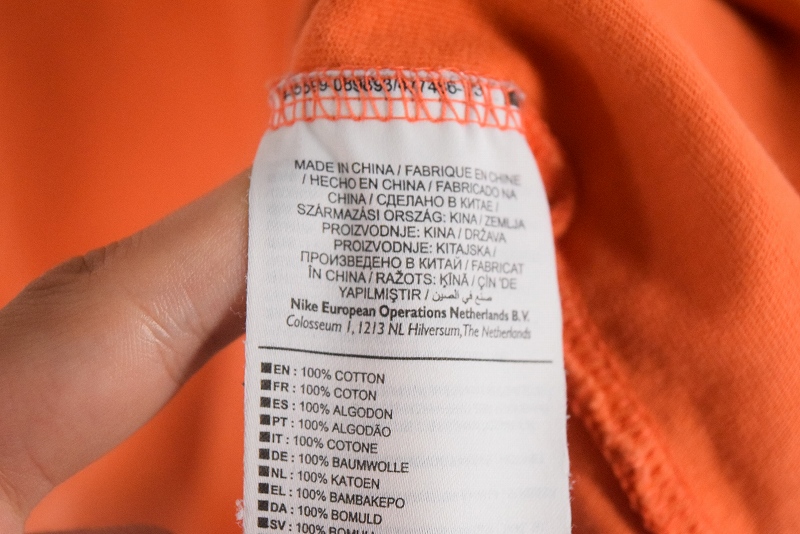 MADE IN CHINA / FABRIQUE EN CHINE
/ HECHO EN CHINA / FABRICADO NA
CHINA / СДЕЛАНО В КИТАЕ /
SZÁRMAZÁSI ORSZÁG: KINA / ZEMLJA
PROIZVODNJE: KINA / DRŽAVA
PROIZVODNJE: KITAJSKA /
ПРОИЗВЕДЕНО В КИТАЙ / FABRICAT
ÎN CHINA / RAŽOTS: ĶĪNĀ / ÇİN 'DE
YAPILMIŞTIR / صنع في الصين
Nike European Operations Netherlands B.V.
Colosseum 1, 1213 NL Hilversum, The Netherlands
EN : 100% COTTON
FR : 100% COTON
ES : 100% ALGODON
PT : 100% ALGODÃO
IT : 100% COTONE
DE : 100% BAUMWOLLE
NL : 100% KATOEN
EL : 100% ΒΑΜΒΑΚΕΡΟ
DA : 100% BOMULD
SV : 100% BOMULL